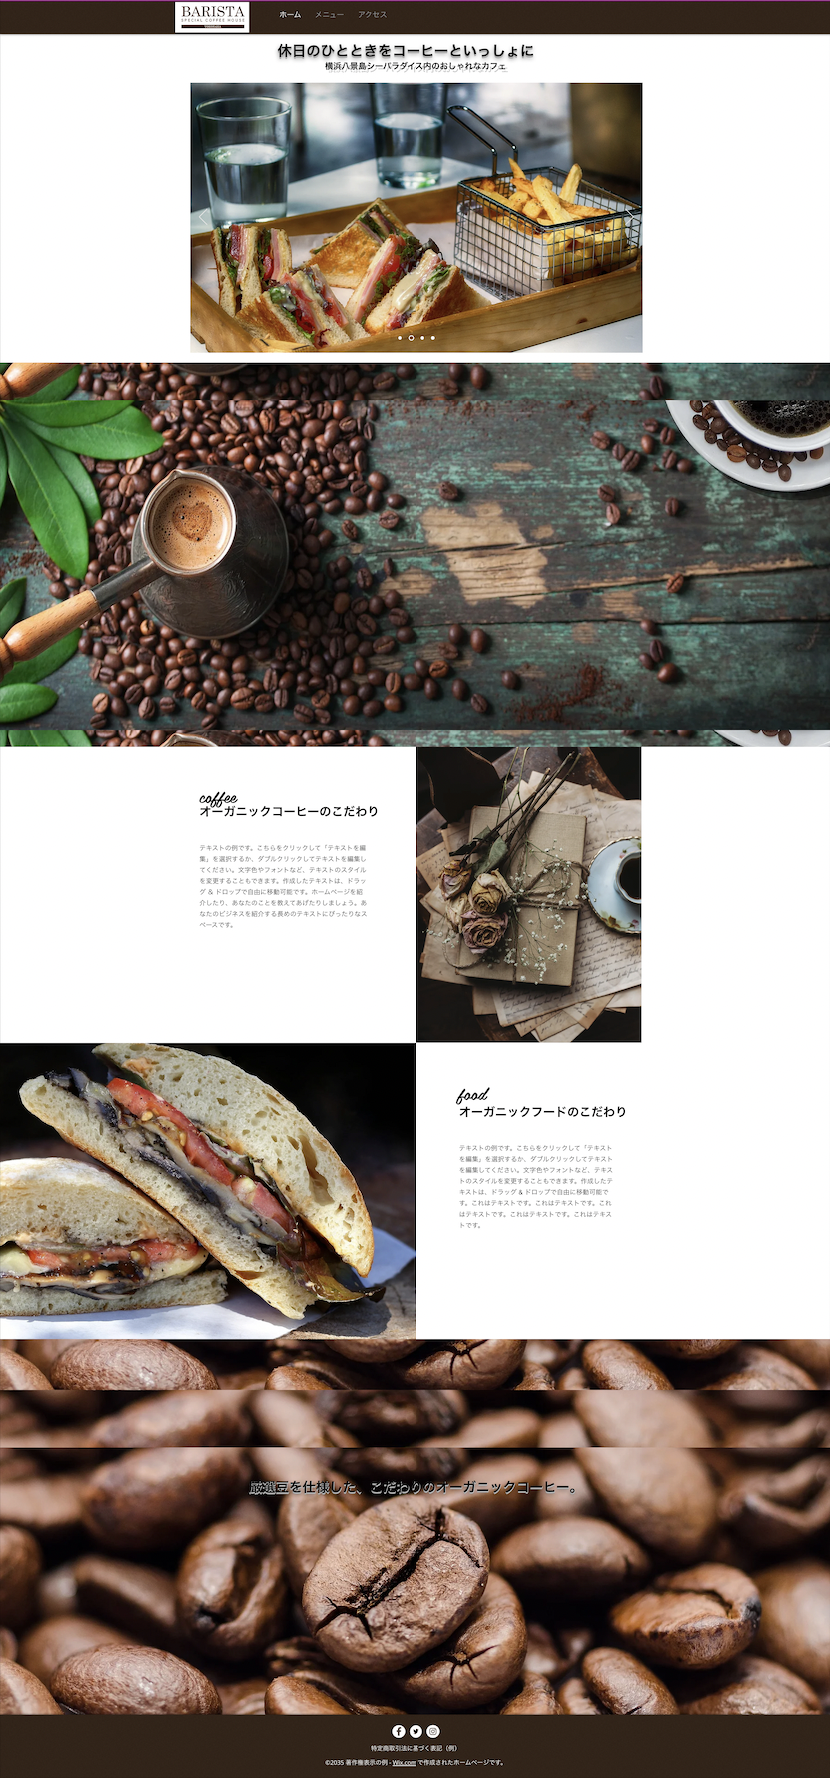 BARISTA
SPECIAL COFFEE HOUSE
ホーム メニュー アクセス
休日のひとときをコーヒーといっしょに
横浜八景島シーパラダイス内のおしゃれなカフェ
coffee
オーガニックコーヒーのこだわり
テキストの例です。こちらをクリックして「テキストを編
集」を選択するか、ダブルクリックしてテキストを編集し
てください。文字色やフォントなど、テキストのスタイル
を変更することもできます。作成したテキストは、ドラッ
グ & ドロップで自由に移動可能です。ホームページを紹
介したり、あなたのことを教えてあげたりしましょう。あ
なたのビジネスを紹介する長めのテキストにぴったりなス
ペースです。
food
オーガニックフードのこだわり
テキストの例です。こちらをクリックして「テキスト
を編集」を選択するか、ダブルクリックしてテキスト
を編集してください。文字色やフォントなど、テキス
トのスタイルを変更することもできます。作成したテ
キストは、ドラッグ & ドロップで自由に移動可能で
す。これはテキストです。これはテキストです。これ
はテキストです。これはテキストです。これはテキス
トです。
厳選豆を仕様した、こだわりのオーガニックコーヒー。
特定商取引法に基づく表記（例）
©2035 著作権表示の例 - Wix.com で作成されたホームページです。